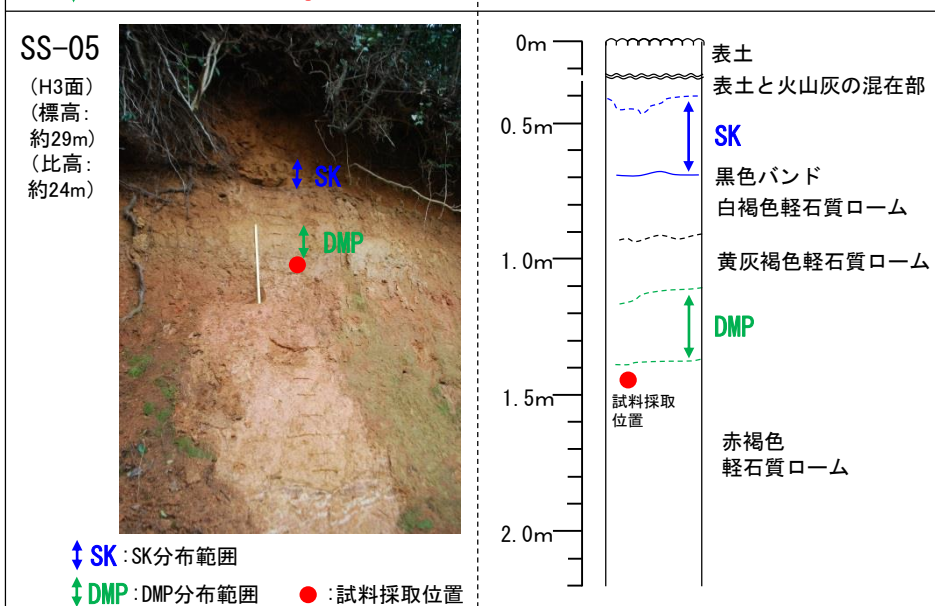 SS-05
(H3面)
(標高:
約29m)
(比高:
約24m)
SK
DMP
SK:SK分布範囲
DMP:DMP分布範囲
:試料採取位置
0m
表土
表土と火山灰の混在部
0.5m
SK
黒色バンド
白褐色軽石質ローム
1.0m
黄灰褐色軽石質ローム
DMP
1.5m
試料採取
位置
赤褐色
軽石質ローム
2.0m